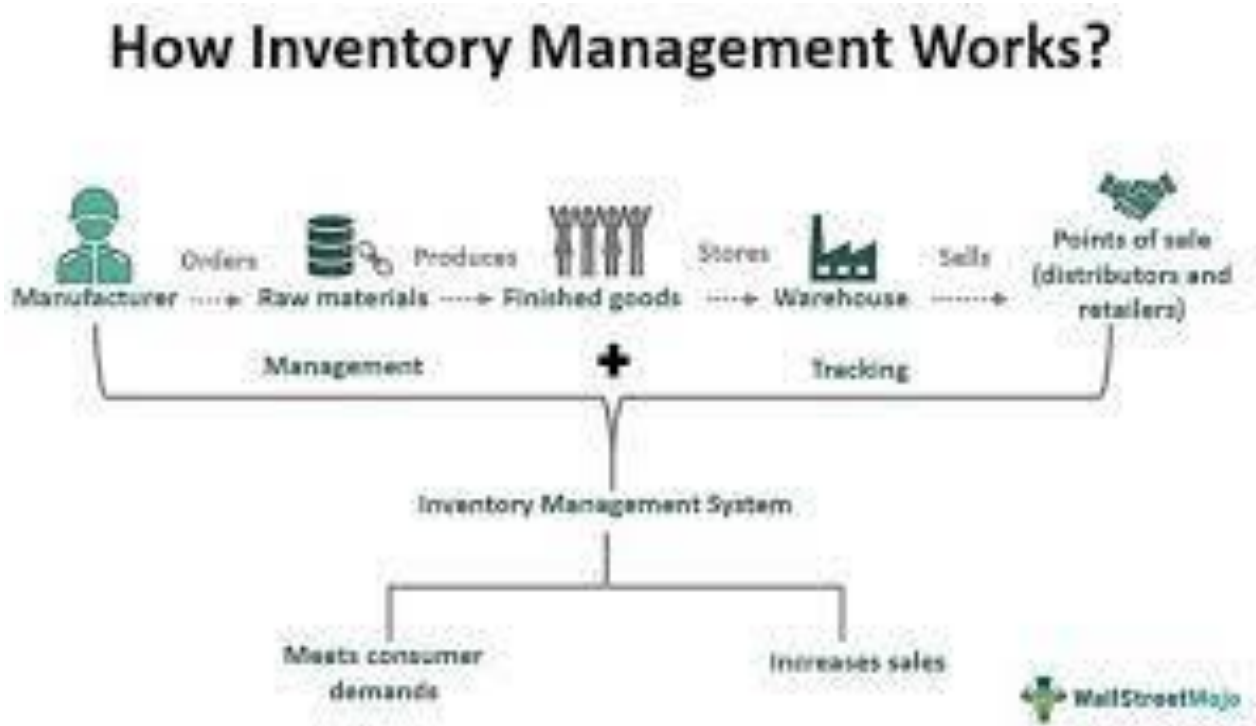 How Inventory Management Works?
Orders
Produces
Stores
Sells
Manufacturer
Raw materials
Finished goods
Warehouse
Points of sale
(distributors and
retailers)
Management
+
Tracking
Inventory Management System
Meets consumer
demands
Increases sales
WallStreetMojo